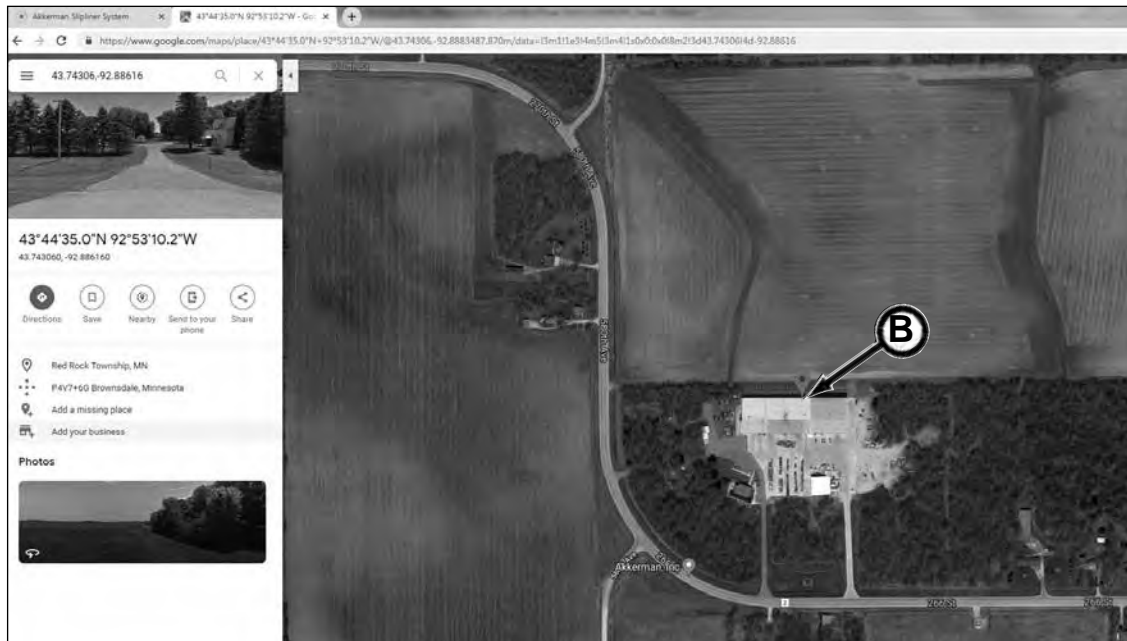 Akkerman Slipliner System
43°44'35.0"N 92°53'10.2"W - Go
https://www.google.com/maps/place/43°44'35.0"N+92°53'10.2"W/@43.74306,-92.8883487,870m/data=!3m1!1e3!4m5!3m4!1s0x0:0x0!8m2!3d43.74306!4d-92.88616
43.74306,-92.88616
43°44'35.0"N 92°53'10.2"W
43.743060, -92.886160
Directions
Save
Nearby
Send to your
phone
Share
Red Rock Township, MN
P4V7+6G Brownsdale, Minnesota
Add a missing place
Add your business
Photos
B
Akkerman, Inc
266 St
266 St